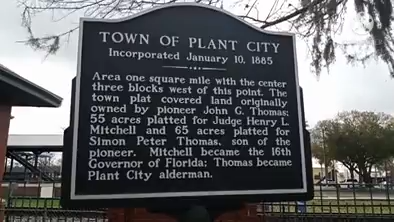 TOWN OF PLANT CITY
Incorporated January 10, 1885
Area one square mile with the center
three blocks west of this point. The
town plat covered land originally
owned by pioneer John G. Thomas;
55 acres platted for Judge Henry L.
Mitchell and 65 acres platted for
Simon Peter Thomas, son of the
pioneer. Mitchell became the 16th
Governor of Florida; Thomas became
Plant City alderman.